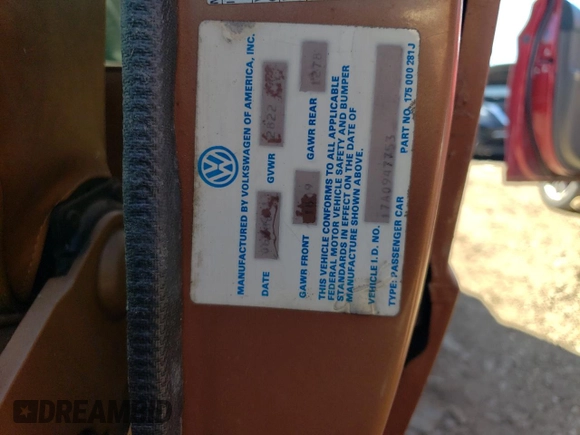 MANUFACTURED BY VOLKSWAGEN OF AMERICA, INC.
DATE GVWR 2822
GAWR FRONT GAWR REAR
THIS VEHICLE CONFORMS TO ALL APPLICABLE
FEDERAL MOTOR VEHICLE SAFETY AND BUMPER
STANDARDS IN EFFECT ON THE DATE OF
MANUFACTURE SHOWN ABOVE.
VEHICLE I.D. NO.
TYPE: PASSENGER CAR PART NO. 175 000 281 J
DREAMBID